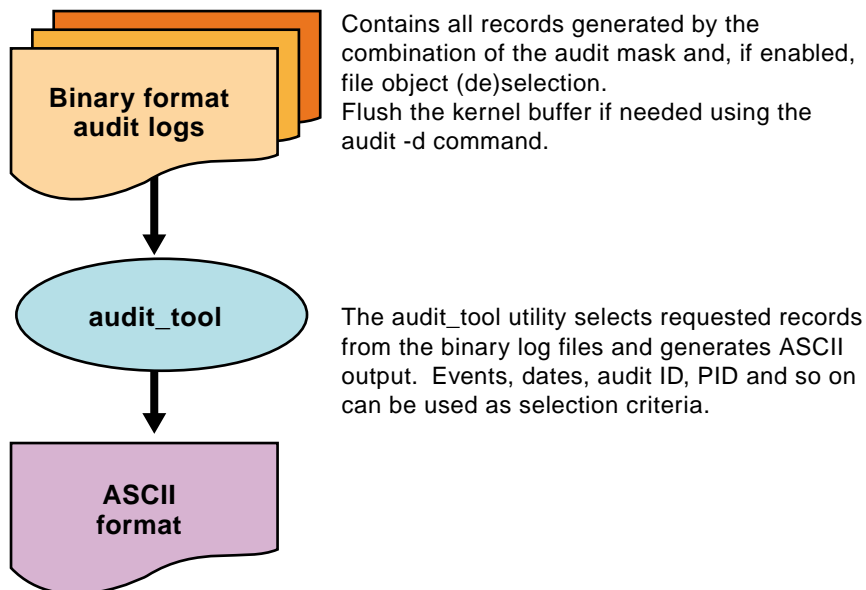 Contains all records generated by the
combination of the audit mask and, if enabled,
file object (de)selection.
Flush the kernel buffer if needed using the
audit -d command.
Binary format
audit logs
audit_tool
The audit_tool utility selects requested records
from the binary log files and generates ASCII
output. Events, dates, audit ID, PID and so on
can be used as selection criteria.
ASCII
format